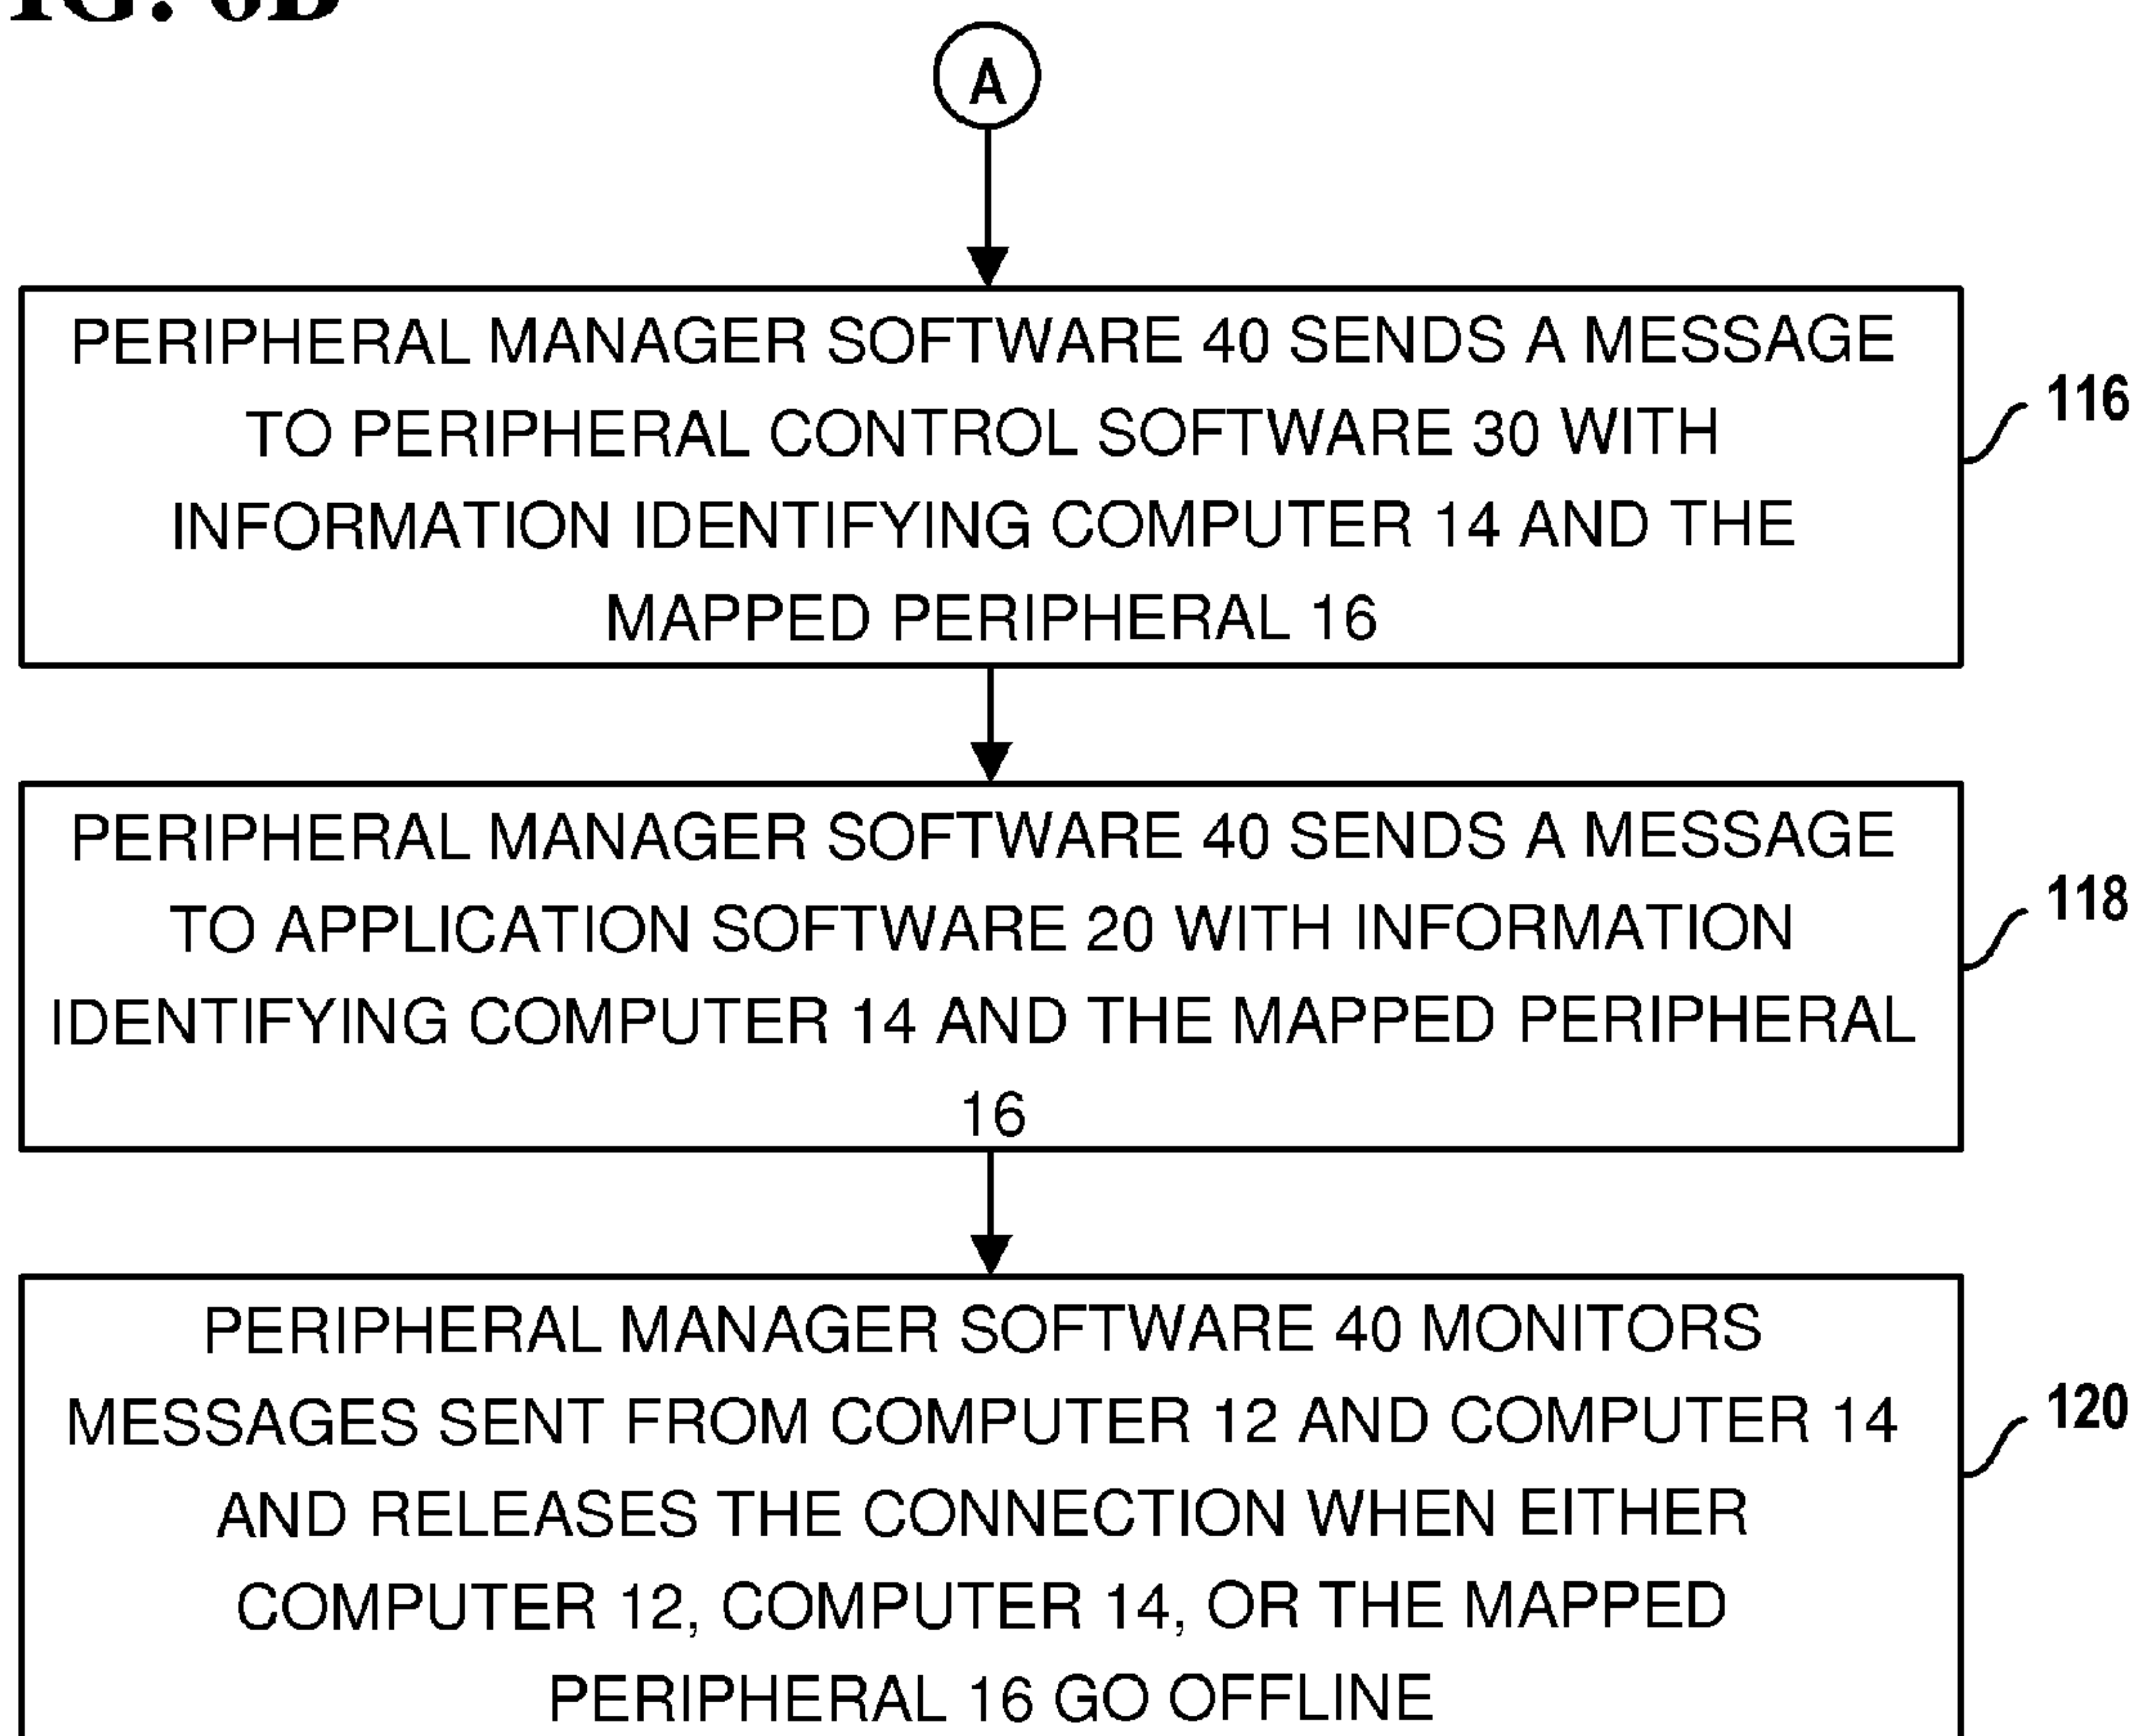 A
PERIPHERAL MANAGER SOFTWARE 40 SENDS A MESSAGE
TO PERIPHERAL CONTROL SOFTWARE 30 WITH
INFORMATION IDENTIFYING COMPUTER 14 AND THE
MAPPED PERIPHERAL 16
116
PERIPHERAL MANAGER SOFTWARE 40 SENDS A MESSAGE
TO APPLICATION SOFTWARE 20 WITH INFORMATION
IDENTIFYING COMPUTER 14 AND THE MAPPED PERIPHERAL
16
118
PERIPHERAL MANAGER SOFTWARE 40 MONITORS
MESSAGES SENT FROM COMPUTER 12 AND COMPUTER 14
AND RELEASES THE CONNECTION WHEN EITHER
COMPUTER 12, COMPUTER 14, OR THE MAPPED
PERIPHERAL 16 GO OFFLINE
120